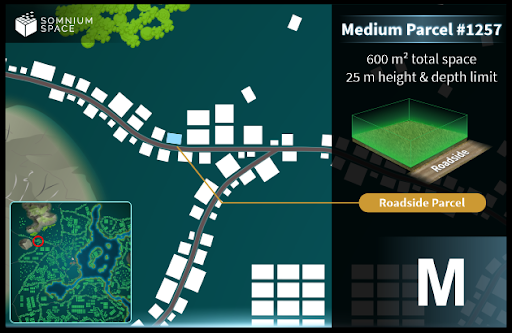 SOMNIUM
SPACE
Medium Parcel #1257
600 m² total space
25 m height & depth limit
Roadside
Roadside Parcel
M